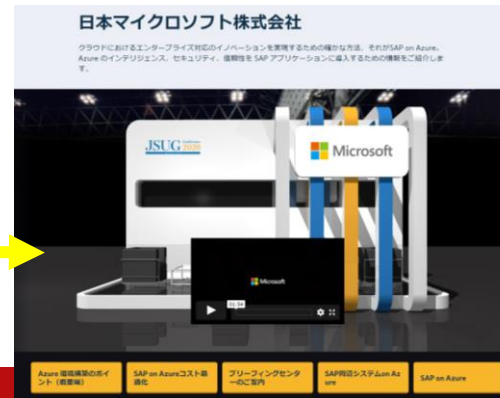 日本マイクロソフト株式会社
クラウドにおけるエンタープライズ対応のイノベーションを実現するための確かな方法、それがSAP on Azure。
Azure のインテリジェンス、セキュリティ、信頼性を SAP アプリケーションに導入するための情報をご紹介しま
す。
JSUG Conference
2020
Microsoft
Microsoft
01:54
Azure 環境構築のポイ
ント（概要編）
SAP on Azureコスト最
適化
ブリーフィングセンタ
ーのご案内
SAP周辺システムon Az
ure
SAP on Azure